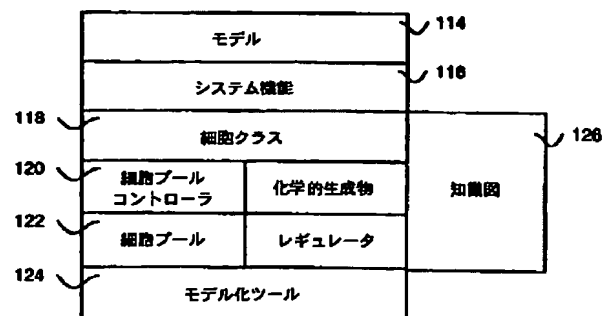 モデル
114
システム機能
116
118
細胞クラス
126
120
細胞プール
コントローラ
化学的生成物
知識図
122
細胞プール
レギュレータ
124
モデル化ツール